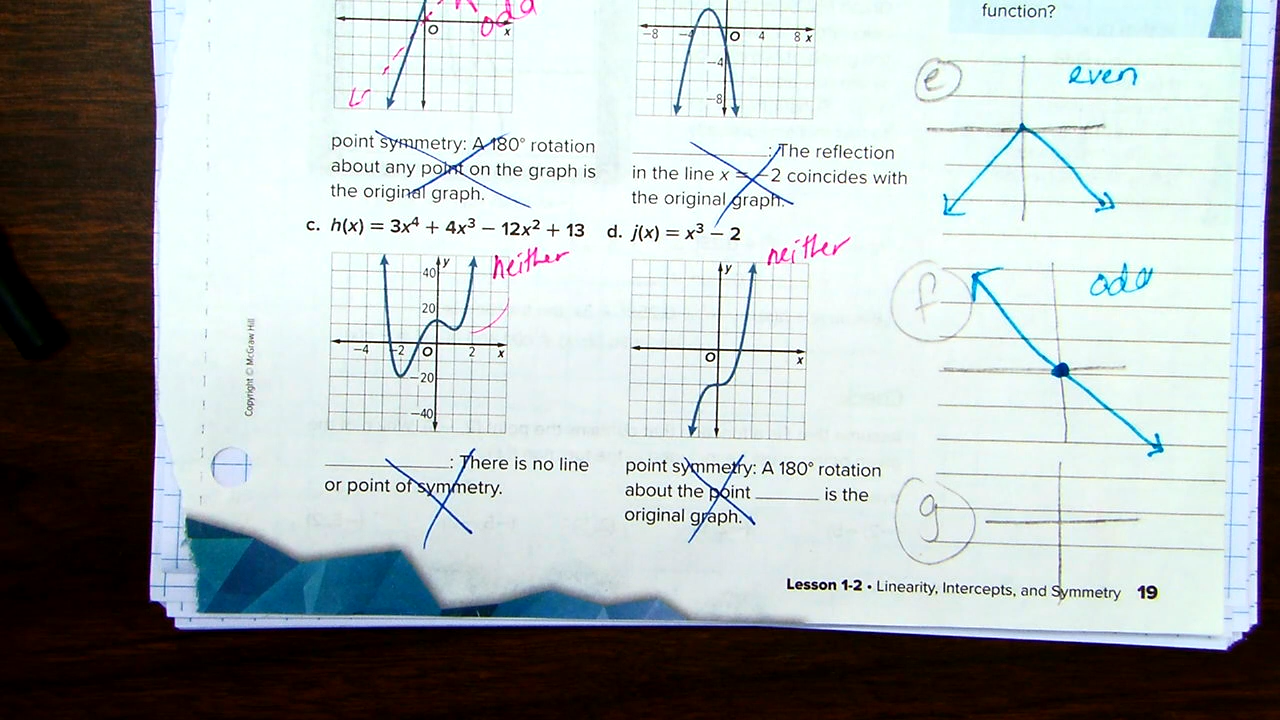 function?
odd
O
x
-8
-4
O
4
8 x
-4
-8
even
e
point symmetry: A 180° rotation
about any point on the graph is
the original graph.
__________: The reflection
in the line x = -2 coincides with
the original graph.
c. h(x) = 3x⁴ + 4x³ − 12x² + 13
d. j(x) = x³ − 2
neither
neither
40
y
20
-4
-2
O
2
x
-20
-40
y
O
x
f
odd
Copyright © McGraw Hill
__________: There is no line
or point of symmetry.
point symmetry: A 180° rotation
about the point ______ is the
original graph.
g
Lesson 1-2 • Linearity, Intercepts, and Symmetry 19